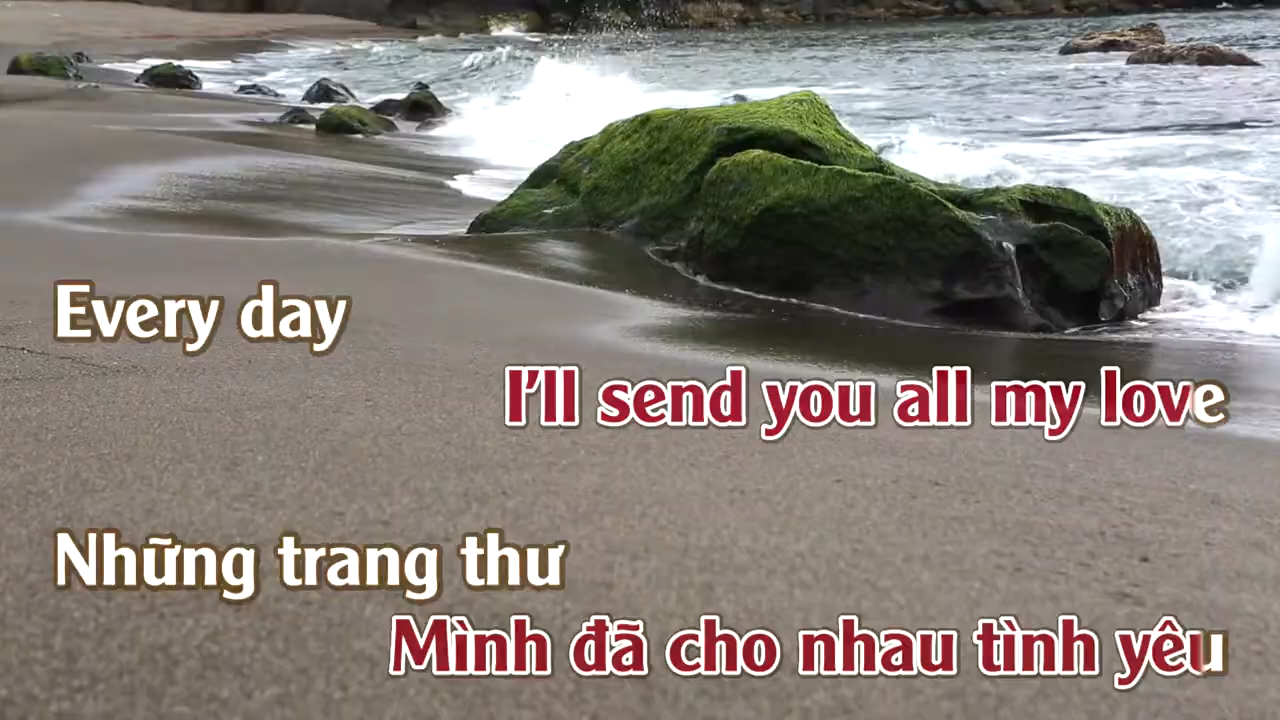 Every day
I'll send you all my love
Những trang thư
Mình đã cho nhau tình yêu